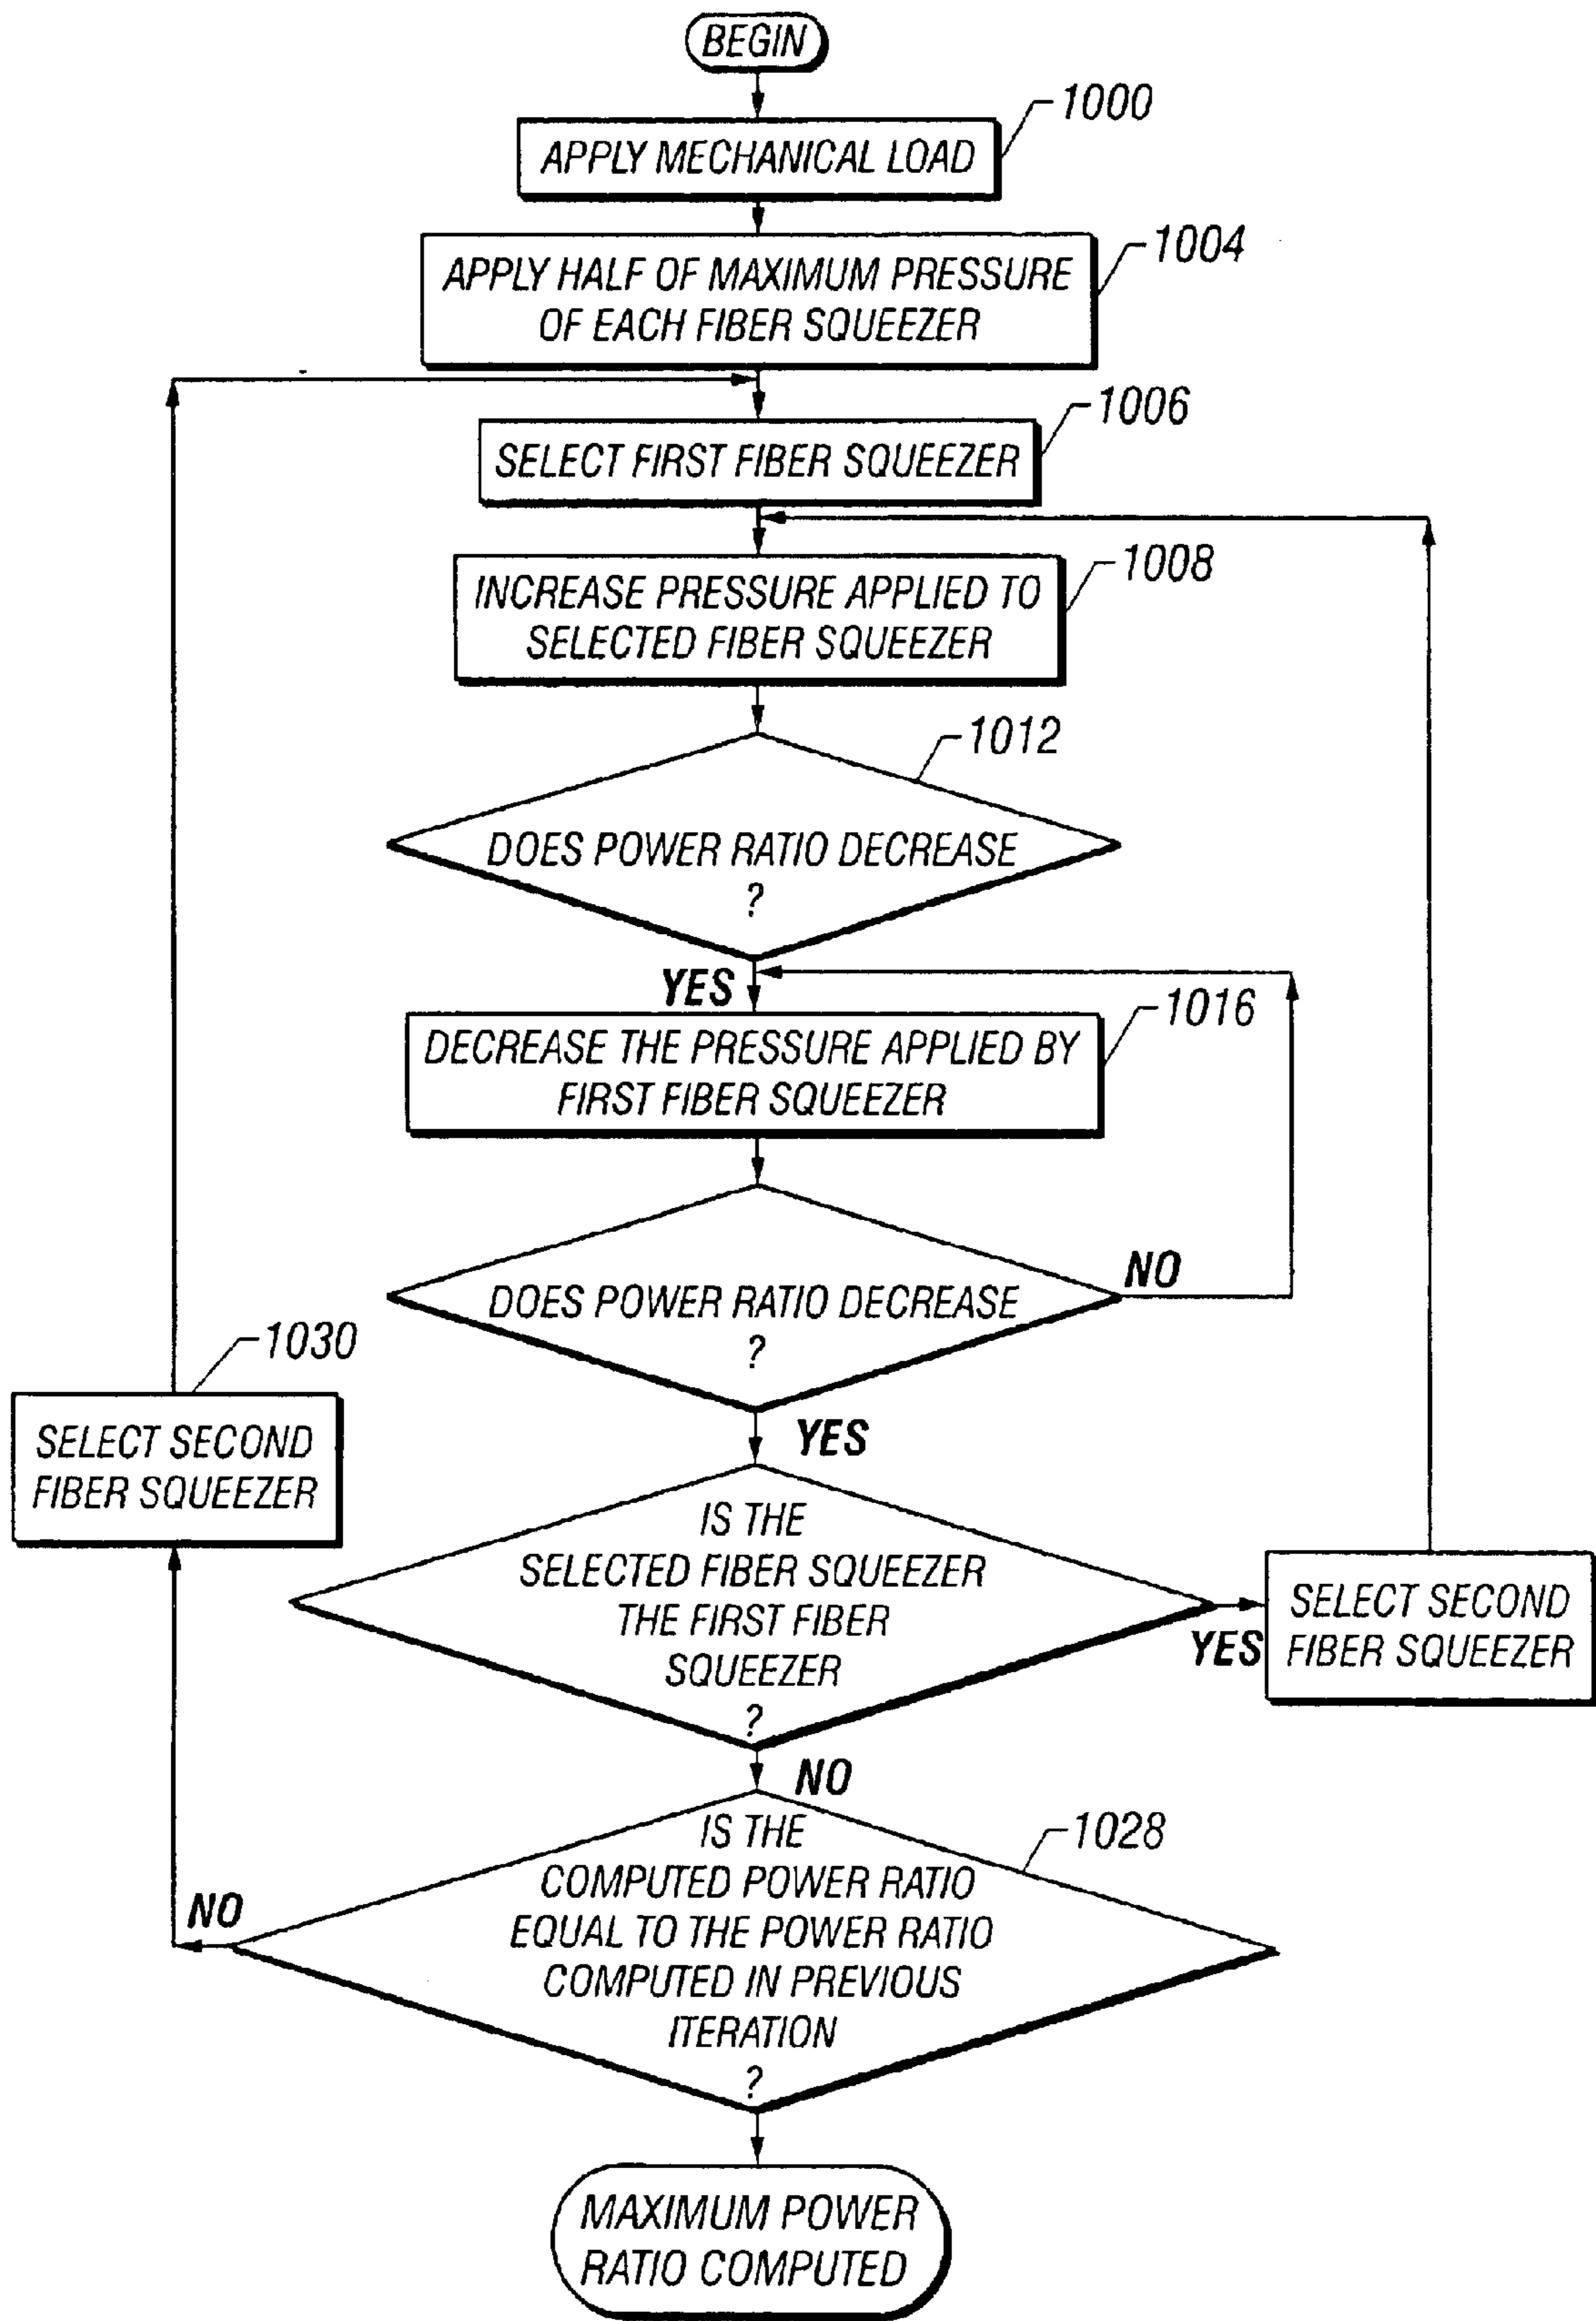 BEGIN
1000
APPLY MECHANICAL LOAD
1004
APPLY HALF OF MAXIMUM PRESSURE
OF EACH FIBER SQUEEZER
1006
SELECT FIRST FIBER SQUEEZER
1008
INCREASE PRESSURE APPLIED TO
SELECTED FIBER SQUEEZER
1012
DOES POWER RATIO DECREASE
?
YES
1016
DECREASE THE PRESSURE APPLIED BY
FIRST FIBER SQUEEZER
DOES POWER RATIO DECREASE
?
NO
YES
1030
SELECT SECOND
FIBER SQUEEZER
IS THE
SELECTED FIBER SQUEEZER
THE FIRST FIBER
SQUEEZER
?
YES
SELECT SECOND
FIBER SQUEEZER
NO
1028
IS THE
COMPUTED POWER RATIO
EQUAL TO THE POWER RATIO
COMPUTED IN PREVIOUS
ITERATION
?
NO
MAXIMUM POWER
RATIO COMPUTED